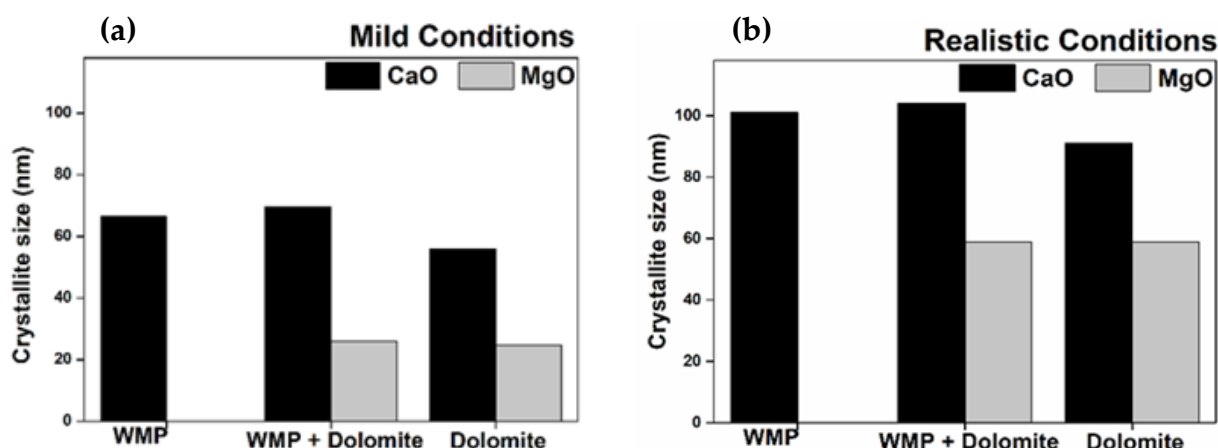 (a)
Mild Conditions
CaO MgO
Crystallite size (nm)
100
80
60
40
20
0
WMP WMP + Dolomite Dolomite
(b)
Realistic Conditions
CaO MgO
Crystallite size (nm)
100
80
60
40
20
0
WMP WMP + Dolomite Dolomite